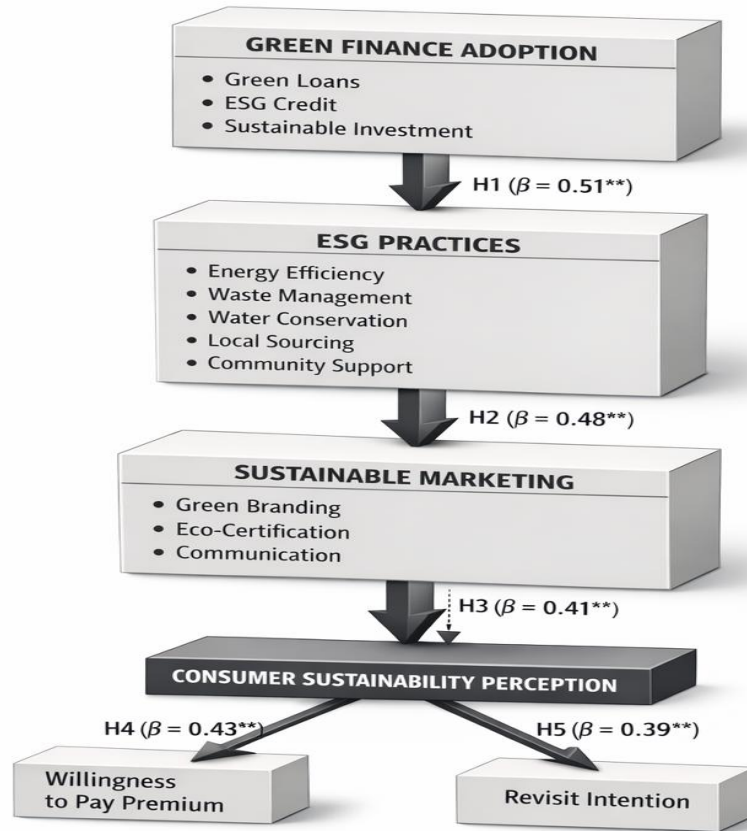 GREEN FINANCE ADOPTION
• Green Loans
• ESG Credit
• Sustainable Investment
H1 (β = 0.51**)
ESG PRACTICES
• Energy Efficiency
• Waste Management
• Water Conservation
• Local Sourcing
• Community Support
H2 (β = 0.48**)
SUSTAINABLE MARKETING
• Green Branding
• Eco-Certification
• Communication
H3 (β = 0.41**)
CONSUMER SUSTAINABILITY PERCEPTION
H4 (β = 0.43**)
H5 (β = 0.39**)
Willingness
to Pay Premium
Revisit Intention